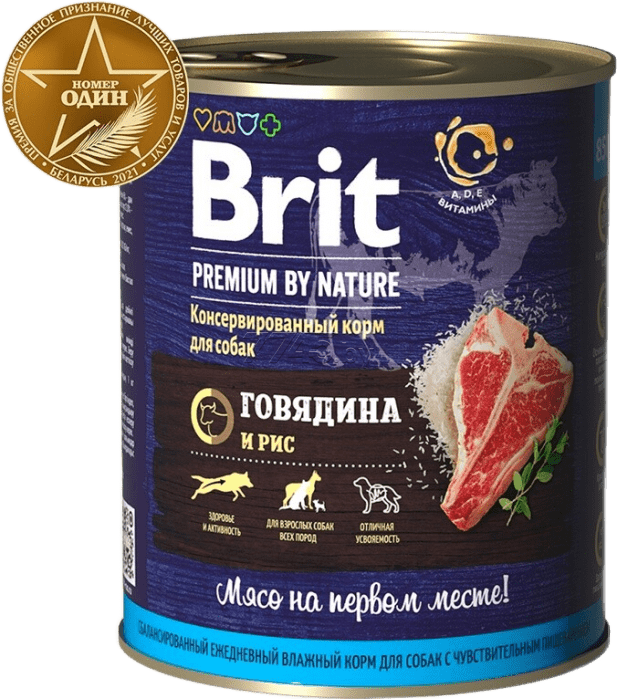 ПРЕМИЯ ЗА ОБЩЕСТВЕННОЕ ПРИЗНАНИЕ ЛУЧШИХ ТОВАРОВ И УСЛУГ
НОМЕР
ОДИН
БЕЛАРУСЬ 2021
Brit
A, D, E
ВИТАМИНЫ
PREMIUM BY NATURE
Консервированный корм
для собак
ГОВЯДИНА
И РИС
ЗДОРОВЬЕ
И АКТИВНОСТЬ
ДЛЯ ВЗРОСЛЫХ СОБАК
ВСЕХ ПОРОД
ОТЛИЧНАЯ
УСВОЯЕМОСТЬ
Мясо на первом месте!
СБАЛАНСИРОВАННЫЙ ЕЖЕДНЕВНЫЙ ВЛАЖНЫЙ КОРМ ДЛЯ СОБАК С ЧУВСТВИТЕЛЬНЫМ